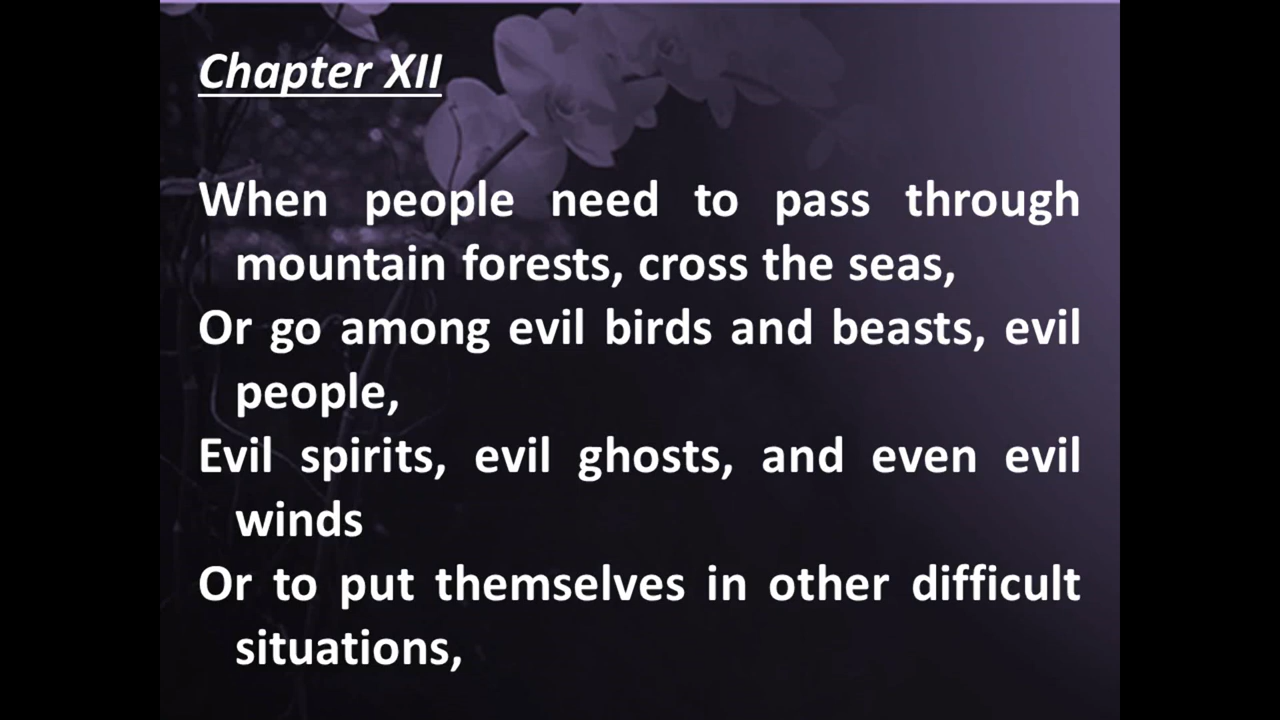 Chapter XII
When people need to pass through
mountain forests, cross the seas,
Or go among evil birds and beasts, evil
people,
Evil spirits, evil ghosts, and even evil
winds
Or to put themselves in other difficult
situations,